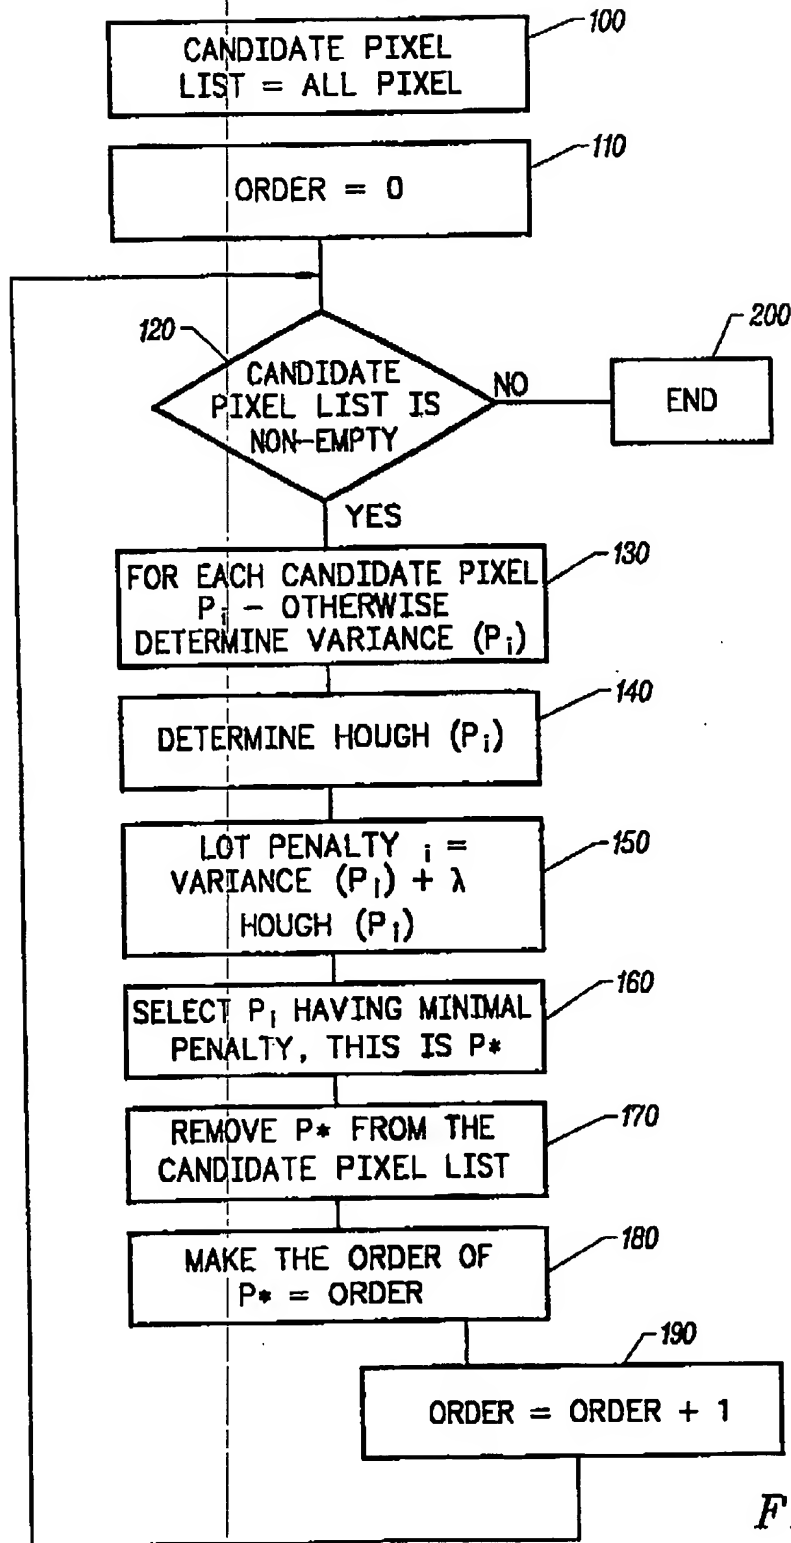 100
CANDIDATE PIXEL
LIST = ALL PIXEL
110
ORDER = 0
120
CANDIDATE
PIXEL LIST IS
NON-EMPTY
NO
200
END
YES
130
FOR EACH CANDIDATE PIXEL
Pi - OTHERWISE
DETERMINE VARIANCE (Pi)
140
DETERMINE HOUGH (Pi)
150
LOT PENALTY i =
VARIANCE (Pi) + λ
HOUGH (Pi)
160
SELECT Pi HAVING MINIMAL
PENALTY, THIS IS P*
170
REMOVE P* FROM THE
CANDIDATE PIXEL LIST
180
MAKE THE ORDER OF
P* = ORDER
190
ORDER = ORDER + 1